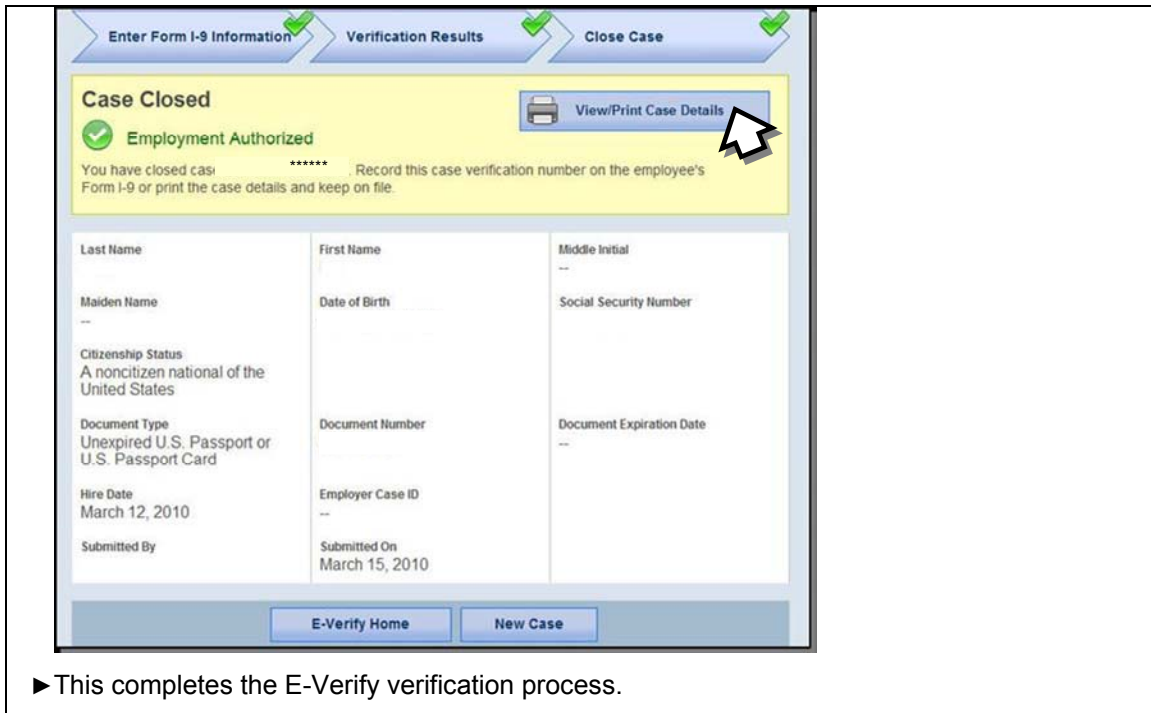 Enter Form I-9 Information
Verification Results
Close Case
Case Closed
View/Print Case Details
Employment Authorized
You have closed cas ****** . Record this case verification number on the employee's
Form I-9 or print the case details and keep on file.
Last Name
First Name
Middle Initial
--
Maiden Name
--
Date of Birth
Social Security Number
Citizenship Status
A noncitizen national of the
United States
Document Type
Unexpired U.S. Passport or
U.S. Passport Card
Document Number
Document Expiration Date
--
Hire Date
March 12, 2010
Employer Case ID
--
Submitted By
Submitted On
March 15, 2010
E-Verify Home
New Case
►This completes the E-Verify verification process.